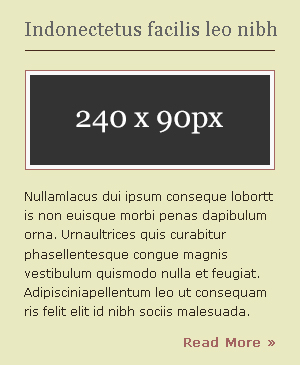 Indonectetus facilis leo nibh
240 x 90px
Nullamlacus dui ipsum conseque lobortt
is non euisque morbi penas dapibulum
orna. Urnaultrices quis curabitur
phasellentesque congue magnis
vestibulum quismodo nulla et feugiat.
Adipisciniapellentum leo ut consequam
ris felit elit id nibh sociis malesuada.
Read More »